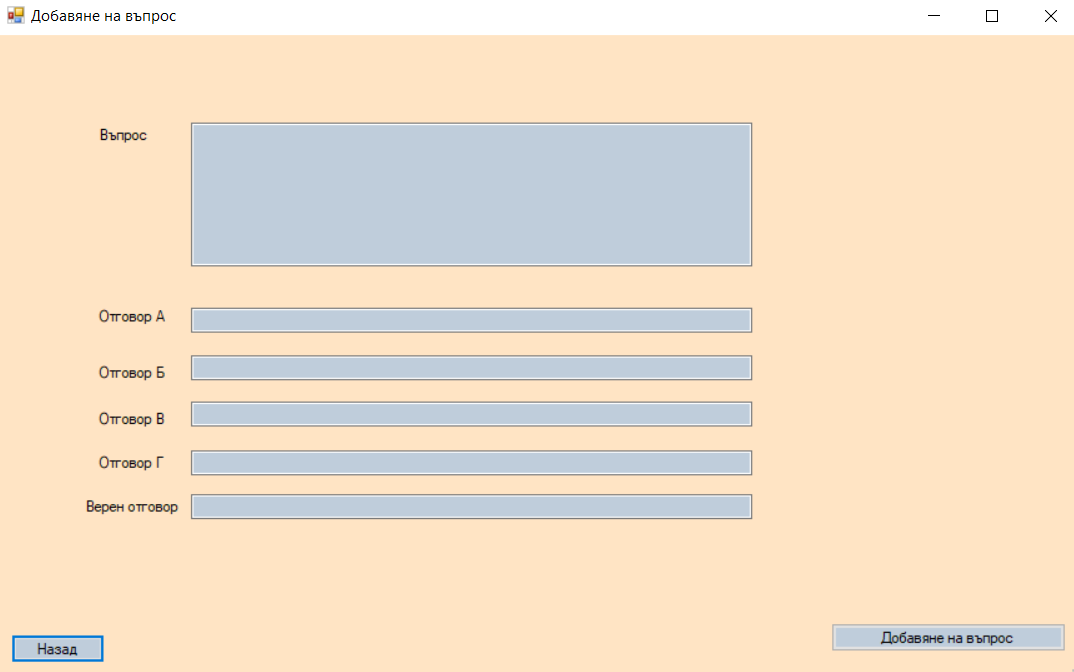 Добавяне на въпрос
Въпрос
Отговор А
Отговор Б
Отговор В
Отговор Г
Верен отговор
Назад
Добавяне на въпрос